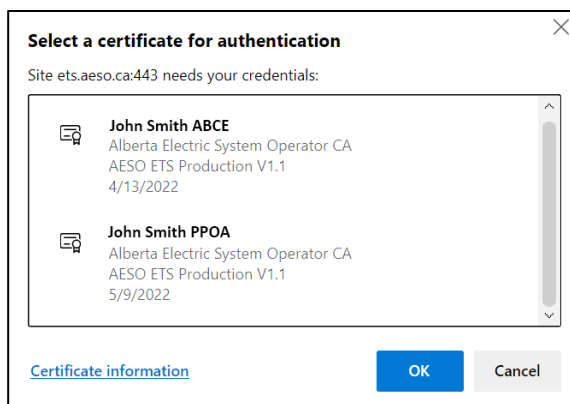 Select a certificate for authentication
Site ets.aeso.ca:443 needs your credentials:
John Smith ABCE
Alberta Electric System Operator CA
AESO ETS Production V1.1
4/13/2022
John Smith PPOA
Alberta Electric System Operator CA
AESO ETS Production V1.1
5/9/2022
Certificate information
OK
Cancel